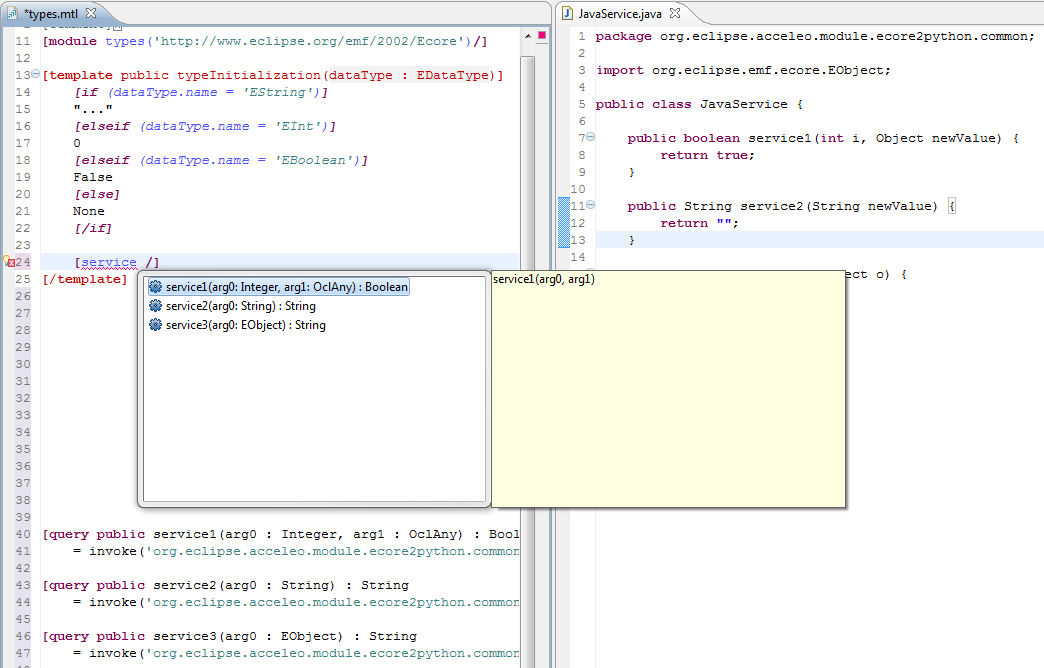 *types.mtl
11 [module types('http://www.eclipse.org/emf/2002/Ecore')/]
12
13 [template public typeInitialization(dataType : EDataType)]
14 [if (dataType.name = 'EString')]
15 "..."
16 [elseif (dataType.name = 'EInt')]
17 0
18 [elseif (dataType.name = 'EBoolean')]
19 False
20 [else]
21 None
22 [/if]
23
24 [service /]
25 [/template]
26
27
28
29
30
31
32
33
34
35
36
37
38
39
40 [query public service1(arg0 : Integer, arg1 : OclAny) : Bool
41 = invoke('org.eclipse.acceleo.module.ecore2python.common
42
43 [query public service2(arg0 : String) : String
44 = invoke('org.eclipse.acceleo.module.ecore2python.common
45
46 [query public service3(arg0 : EObject) : String
47 = invoke('org.eclipse.acceleo.module.ecore2python.common
service1(arg0: Integer, arg1: OclAny) : Boolean
service2(arg0: String) : String
service3(arg0: EObject) : String
service1(arg0, arg1)
JavaService.java
1 package org.eclipse.acceleo.module.ecore2python.common;
2
3 import org.eclipse.emf.ecore.EObject;
4
5 public class JavaService {
6
7 public boolean service1(int i, Object newValue) {
8 return true;
9 }
10
11 public String service2(String newValue) {
12 return "";
13 }
14
ect o) {